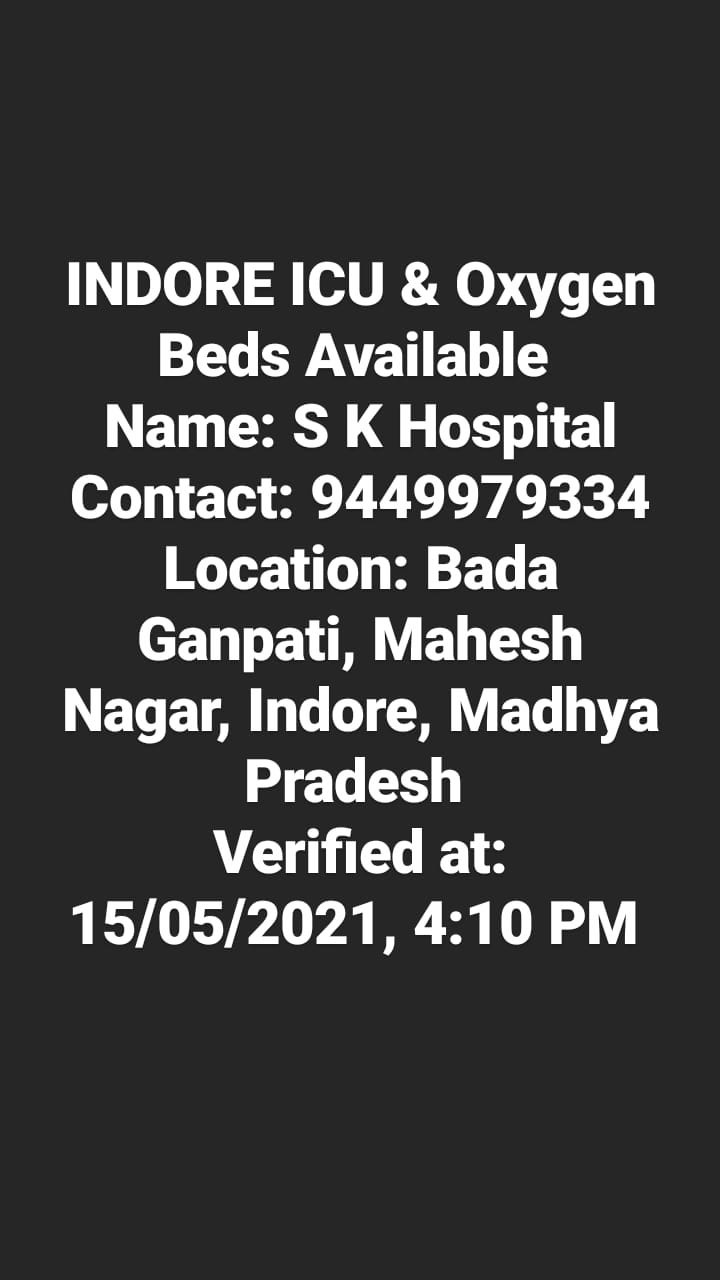 INDORE ICU & Oxygen
Beds Available
Name: S K Hospital
Contact: 9449979334
Location: Bada
Ganpati, Mahesh
Nagar, Indore, Madhya
Pradesh
Verified at:
15/05/2021, 4:10 PM